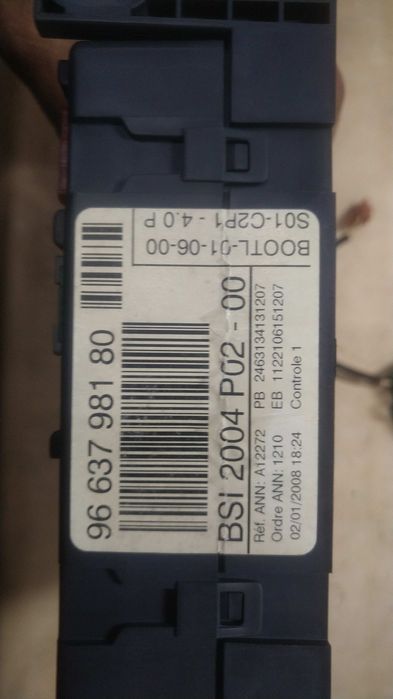 96 637 981 80
BSi 2004 P02 - 00
Réf. ANN: A12272 PB 2463134131207
Ordre ANN: 1210 EB 1122106151207
02/01/2008 18:24 Controle 1
BOOTL-01-06-00
S01-C2P1 - 4.0 P